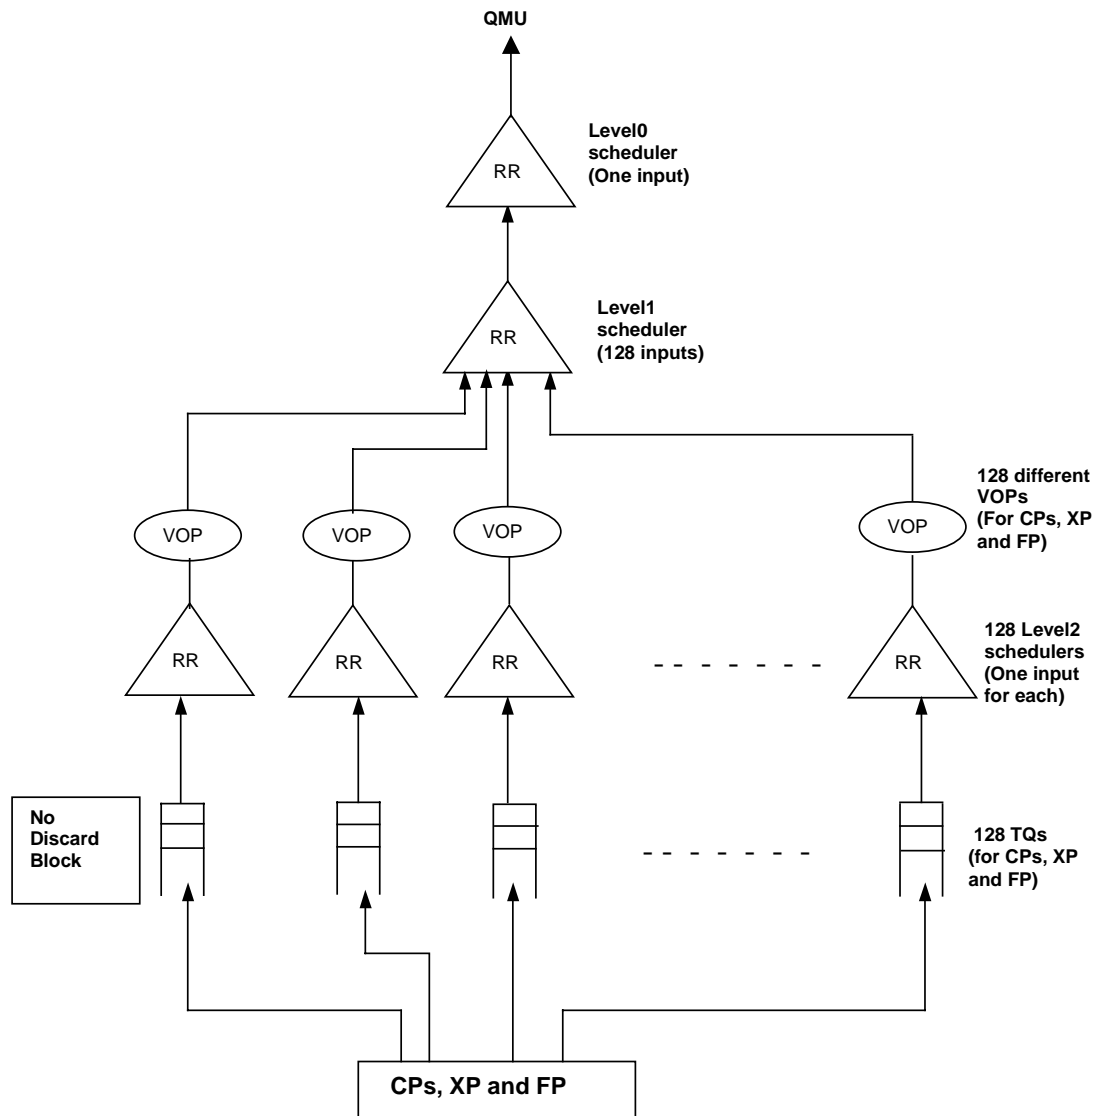 QMU
Level0
scheduler
(One input)
RR
Level1
scheduler
(128 inputs)
RR
128 different
VOPs
(For CPs, XP
and FP)
VOP
VOP
VOP
VOP
128 Level2
schedulers
(One input
for each)
RR
RR
RR
RR
No
Discard
Block
128 TQs
(for CPs, XP
and FP)
CPs, XP and FP